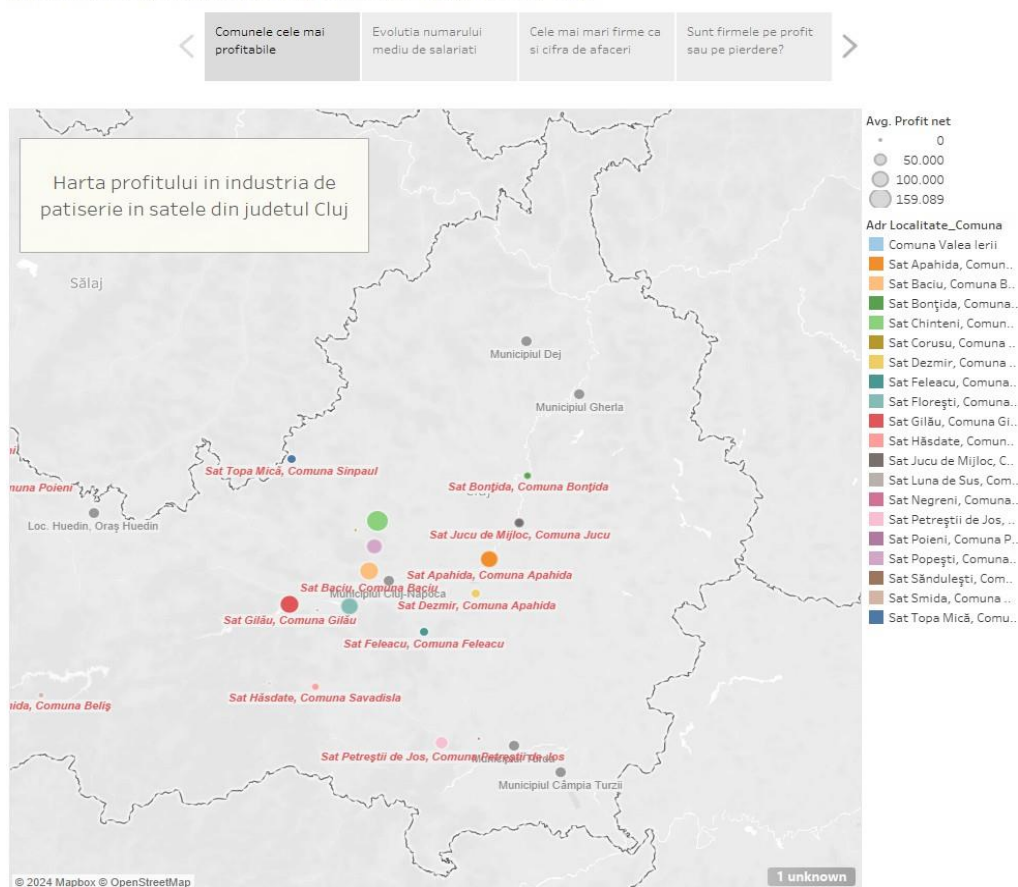 Comunele cele mai
profitabile
Evolutia numarului
mediu de salariati
Cele mai mari firme ca
si cifra de afaceri
Sunt firmele pe profit
sau pe pierdere?
Harta profitului in industria de
patiserie in satele din judetul Cluj
Sălaj
Municipiul Dej
Municipiul Gherla
Sat Topa Mică, Comuna Sînpaul
Sat Bonţida, Comuna Bonţida
Cluj
nuna Poieni
Loc. Huedin, Oraş Huedin
Sat Jucu de Mijloc, Comuna Jucu
Sat Apahida, Comuna Apahida
Sat Baciu, Comuna Baciu
Municipiul Cluj-Napoca
Sat Dezmir, Comuna Apahida
Sat Gilău, Comuna Gilău
Sat Feleacu, Comuna Feleacu
Sat Hăsdate, Comuna Savadisla
ida, Comuna Beliş
Sat Petreştii de Jos, Comuna Petreştii de Jos
Municipiul Turda
Municipiul Câmpia Turzii
© 2024 Mapbox © OpenStreetMap
1 unknown
Avg. Profit net
0
50.000
100.000
159.089
Adr Localitate_Comuna
Comuna Valea Ierii
Sat Apahida, Comun..
Sat Baciu, Comuna B..
Sat Bonţida, Comuna..
Sat Chinteni, Comun..
Sat Corusu, Comuna ..
Sat Dezmir, Comuna ..
Sat Feleacu, Comuna..
Sat Floreşti, Comuna..
Sat Gilău, Comuna Gi..
Sat Hăsdate, Comun..
Sat Jucu de Mijloc, C..
Sat Luna de Sus, Com..
Sat Negreni, Comuna..
Sat Petreştii de Jos, ..
Sat Poieni, Comuna P..
Sat Popeşti, Comuna..
Sat Sănduleşti, Com..
Sat Smida, Comuna ..
Sat Topa Mică, Comu..